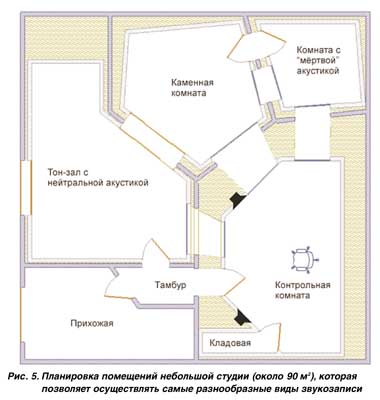 Комната с
“мёртвой”
акустикой
Каменная
комната
Тон-зал с
нейтральной акустикой
Тамбур
Контрольная
комната
Прихожая
Кладовая
Рис. 5. Планировка помещений небольшой студии (около 90 м²), которая
позволяет осуществлять самые разнообразные виды звукозаписи